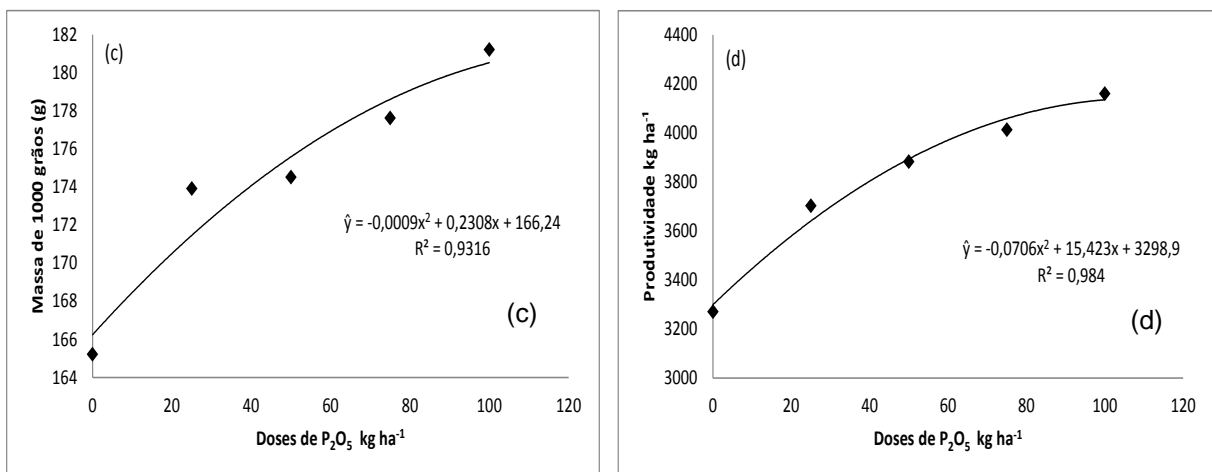 (c)
Massa de 1000 grãos (g)
182
180
178
176
174
172
170
168
166
164
ŷ = -0,0009x² + 0,2308x + 166,24
R² = 0,9316
(c)
0 20 40 60 80 100 120
Doses de P₂O₅ kg ha⁻¹
(d)
Produtividade kg ha⁻¹
4400
4200
4000
3800
3600
3400
3200
3000
ŷ = -0,0706x² + 15,423x + 3298,9
R² = 0,984
(d)
0 20 40 60 80 100 120
Doses de P₂O₅ kg ha⁻¹